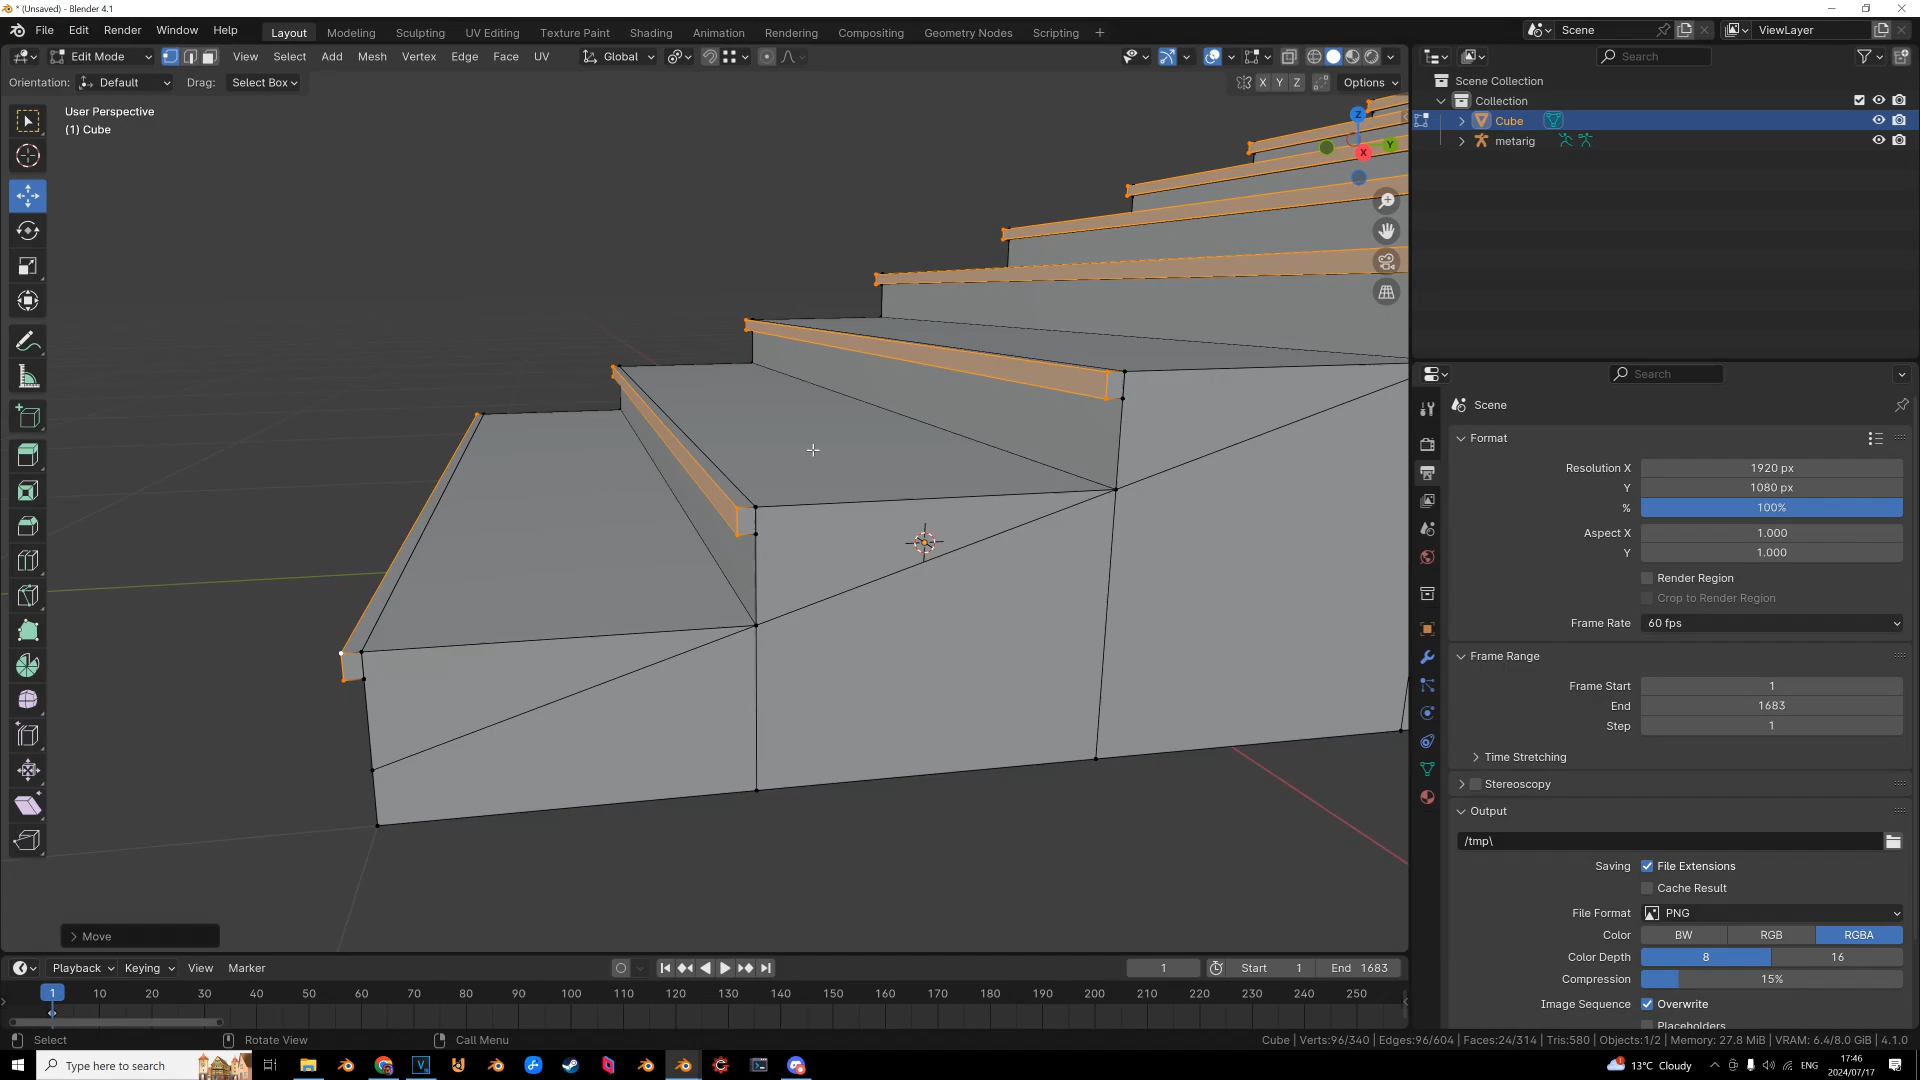 * (Unsaved) - Blender 4.1
File Edit Render Window Help Layout Modeling Sculpting UV Editing Texture Paint Shading Animation Rendering Compositing Geometry Nodes Scripting + Scene ViewLayer
Edit Mode View Select Add Mesh Vertex Edge Face UV Global Search
Orientation: Default Drag: Select Box X Y Z Options
Scene Collection
Collection
Cube
metarig
User Perspective
(1) Cube
Z
Y
X
Search
Scene
Format
Resolution X 1920 px
Y 1080 px
% 100%
Aspect X 1.000
Y 1.000
Render Region
Crop to Render Region
Frame Rate 60 fps
Frame Range
Frame Start 1
End 1683
Step 1
Time Stretching
Stereoscopy
Output
/tmp\
Saving File Extensions
Cache Result
File Format PNG
Color BW RGB RGBA
Color Depth 8 16
Compression 15%
Image Sequence Overwrite
Placeholders
Move
Playback Keying View Marker 1 Start 1 End 1683
1 10 20 30 40 50 60 70 80 90 100 110 120 130 140 150 160 170 180 190 200 210 220 230 240 250
Select Rotate View Call Menu Cube | Verts:96/340 | Edges:96/604 | Faces:24/314 | Tris:580 | Objects:1/2 | Memory: 27.8 MiB | VRAM: 6.4/8.0 GiB | 4.1.0
Type here to search 13°C Cloudy ENG 17:46
2024/07/17